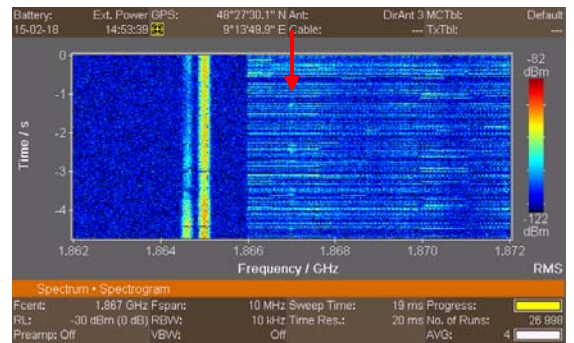 Battery: Ext. Power GPS: 48°27'30.1" N Ant: DirAnt 3 MCTbl: Default
15-02-18 14:53:39 9°13'49.9" E Cable: --- TxTbl: ---
-82
dBm
0
-1
-2
-3
-4
Time / s
-122
dBm
1.862 1.864 1.866 1.868 1.870 1.872
Frequency / GHz RMS
Spectrum • Spectrogram
Fcent: 1.867 GHz Fspan: 10 MHz Sweep Time: 19 ms Progress:
RL: -30 dBm (0 dB) RBW: 10 kHz Time Res.: 20 ms No. of Runs: 26 998
Preamp: Off VBW: Off AVG: 4